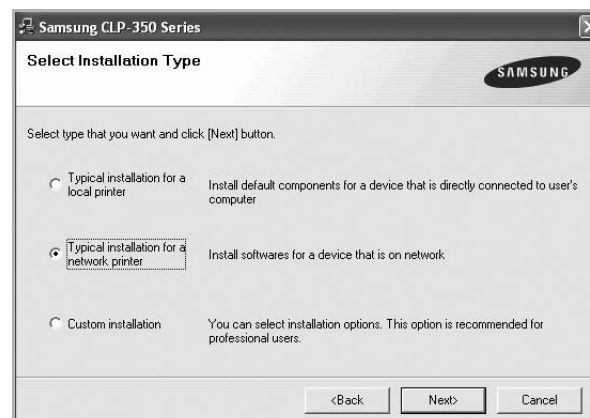 Samsung CLP-350 Series
Select Installation Type
SAMSUNG
Select type that you want and click [Next] button.
Typical installation for a
local printer
Install default components for a device that is directly connected to user's
computer
Typical installation for a
network printer
Install softwares for a device that is on network
Custom installation
You can select installation options. This option is recommended for
professional users.
<Back
Next>
Cancel